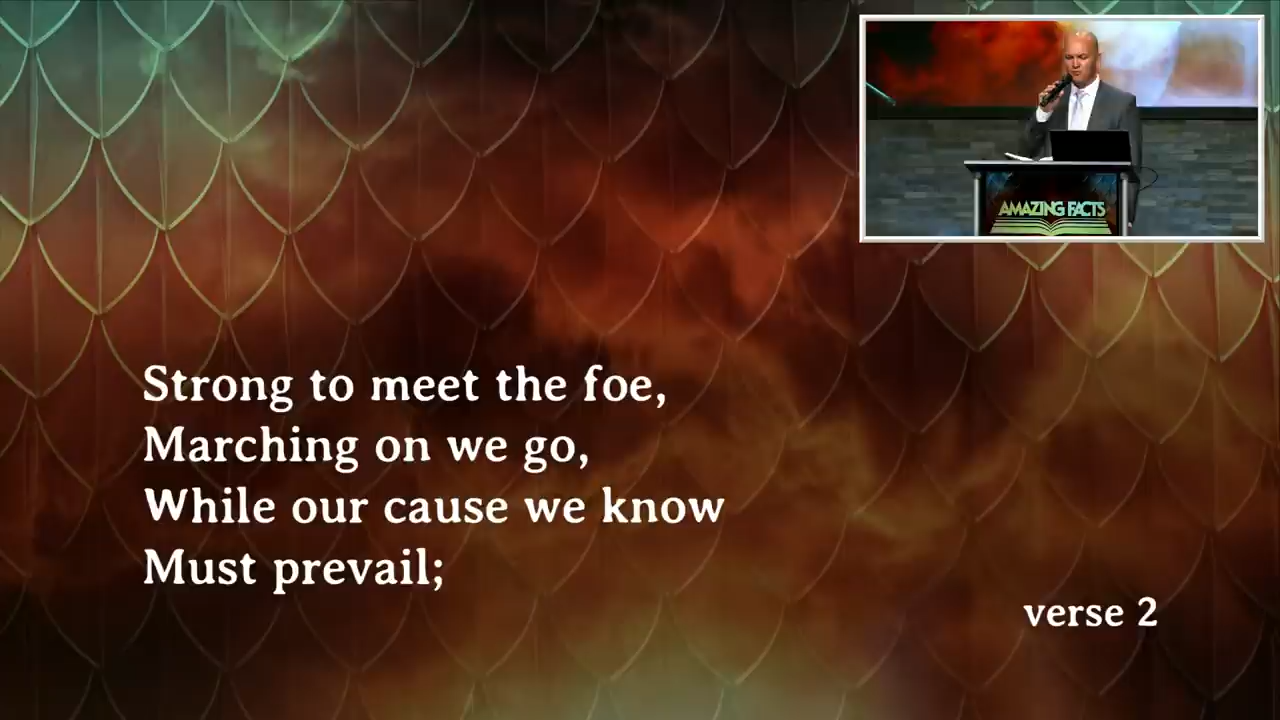 AMAZING FACTS
Strong to meet the foe,
Marching on we go,
While our cause we know
Must prevail;
verse 2